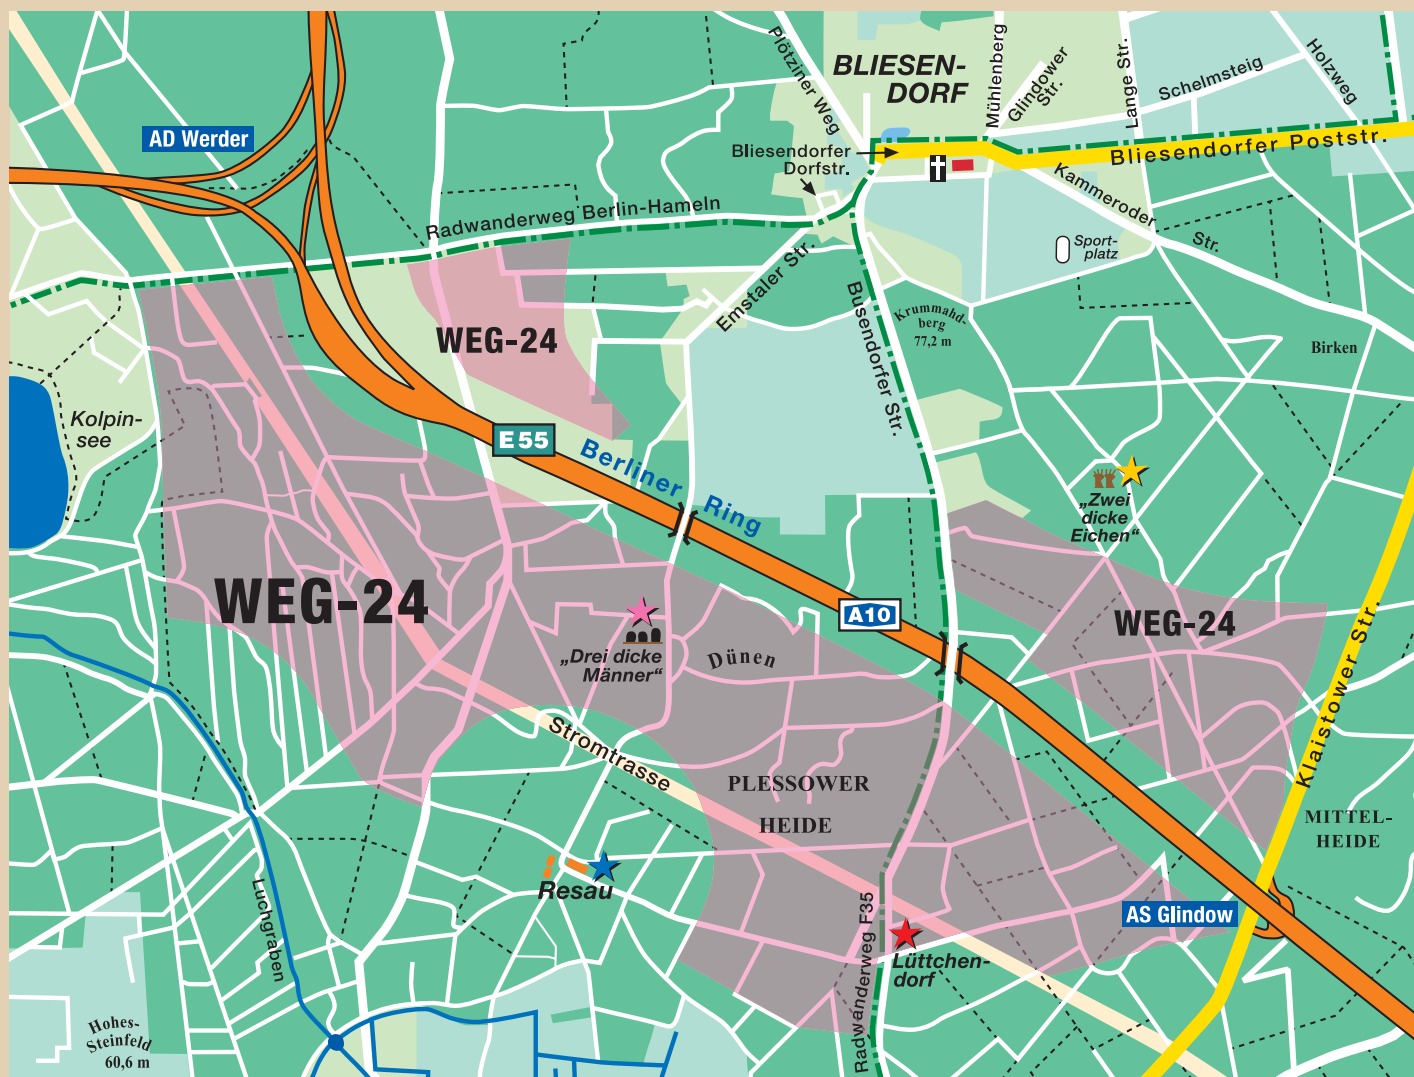 Plötziner Weg
BLIESEN-
DORF
Mühlenberg
Glindower
Str.
Lange Str.
Schelmsteig
Holzweg
AD Werder
Bliesendorfer
Dorfstr.
Bliesendorfer Poststr.
Kammeroder
Str.
Radwanderweg Berlin-Hameln
Sport-
platz
Emstaler Str.
Busendorfer Str.
Krummahd-
berg
77,2 m
Birken
WEG-24
Kolpin-
see
E 55
Berliner Ring
„Zwei
dicke
Eichen“
WEG-24
A10
WEG-24
„Drei dicke
Männer“
Dünen
Klaistower Str.
Stromtrasse
PLESSOWER
HEIDE
MITTEL-
HEIDE
Resau
Luchgraben
Radwanderweg F35
AS Glindow
Lüttchen-
dorf
Hohes-
Steinfeld
60,6 m